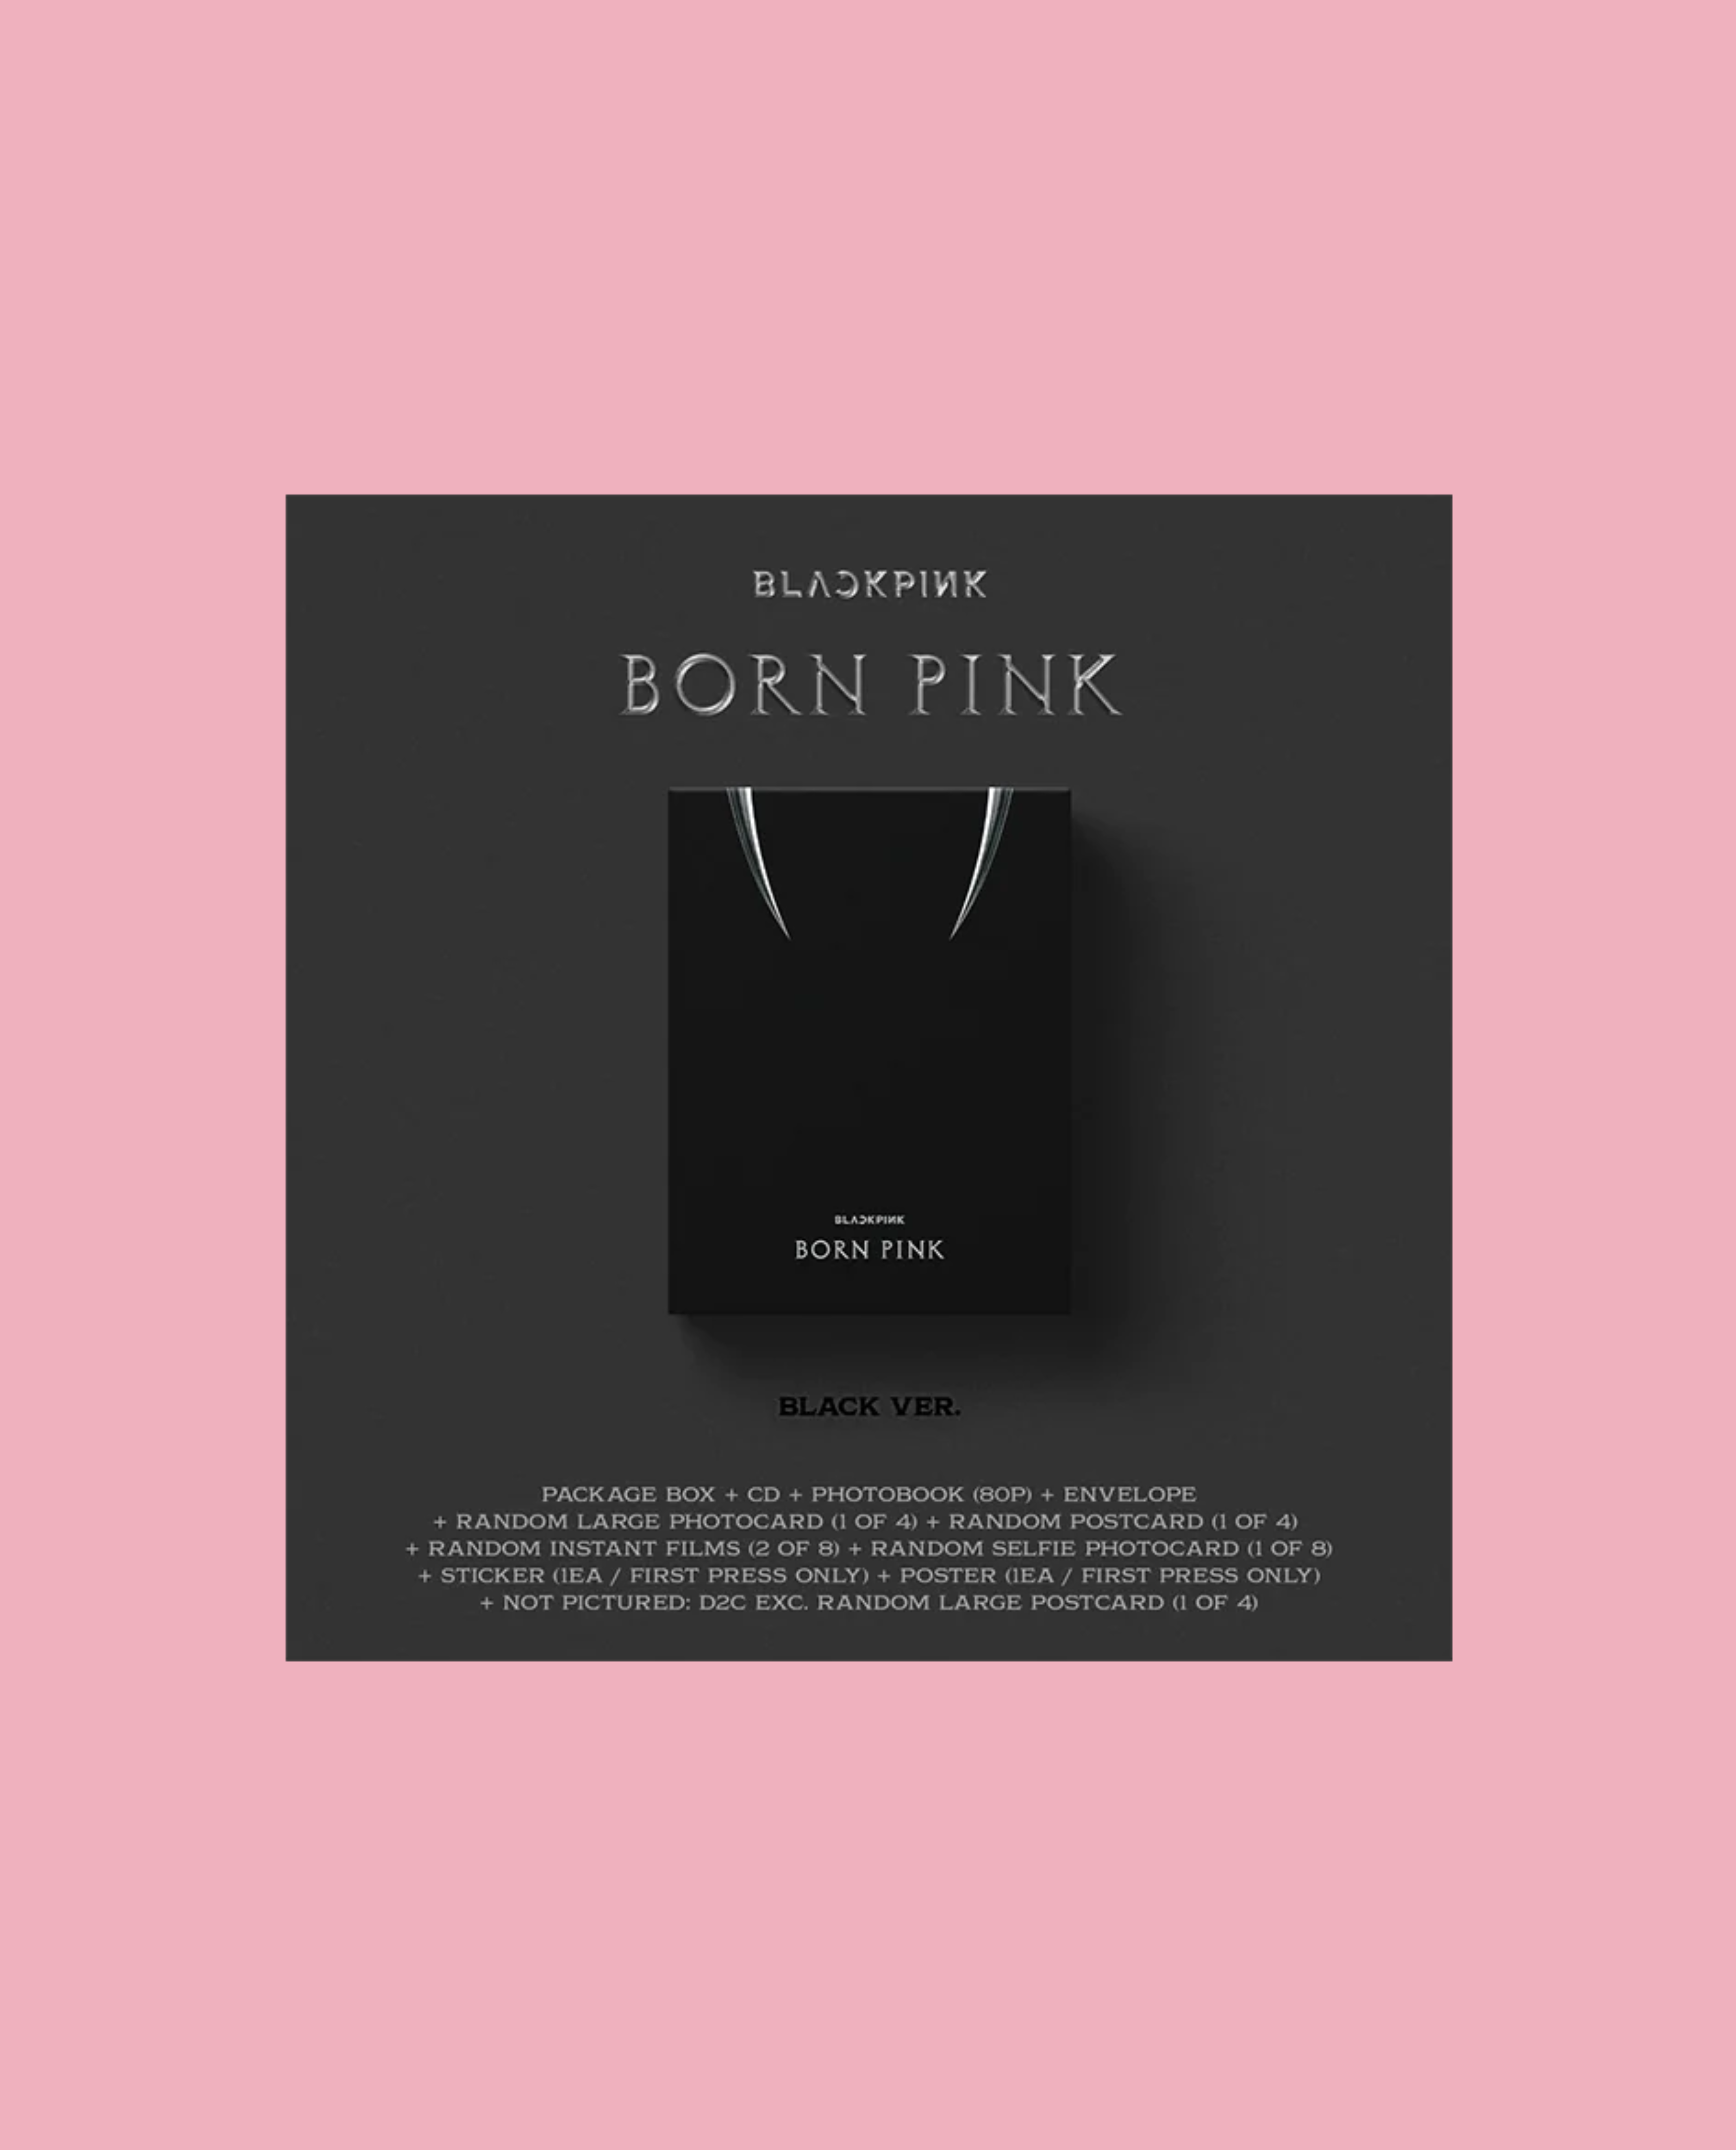 BLACKPINK
BORN PINK
BLACKPINK
BORN PINK
BLACK VER.
PACKAGE BOX + CD + PHOTOBOOK (80P) + ENVELOPE
+ RANDOM LARGE PHOTOCARD (1 OF 4) + RANDOM POSTCARD (1 OF 4)
+ RANDOM INSTANT FILMS (2 OF 8) + RANDOM SELFIE PHOTOCARD (1 OF 8)
+ STICKER (1EA / FIRST PRESS ONLY) + POSTER (1EA / FIRST PRESS ONLY)
+ NOT PICTURED: D2C EXC. RANDOM LARGE POSTCARD (1 OF 4)